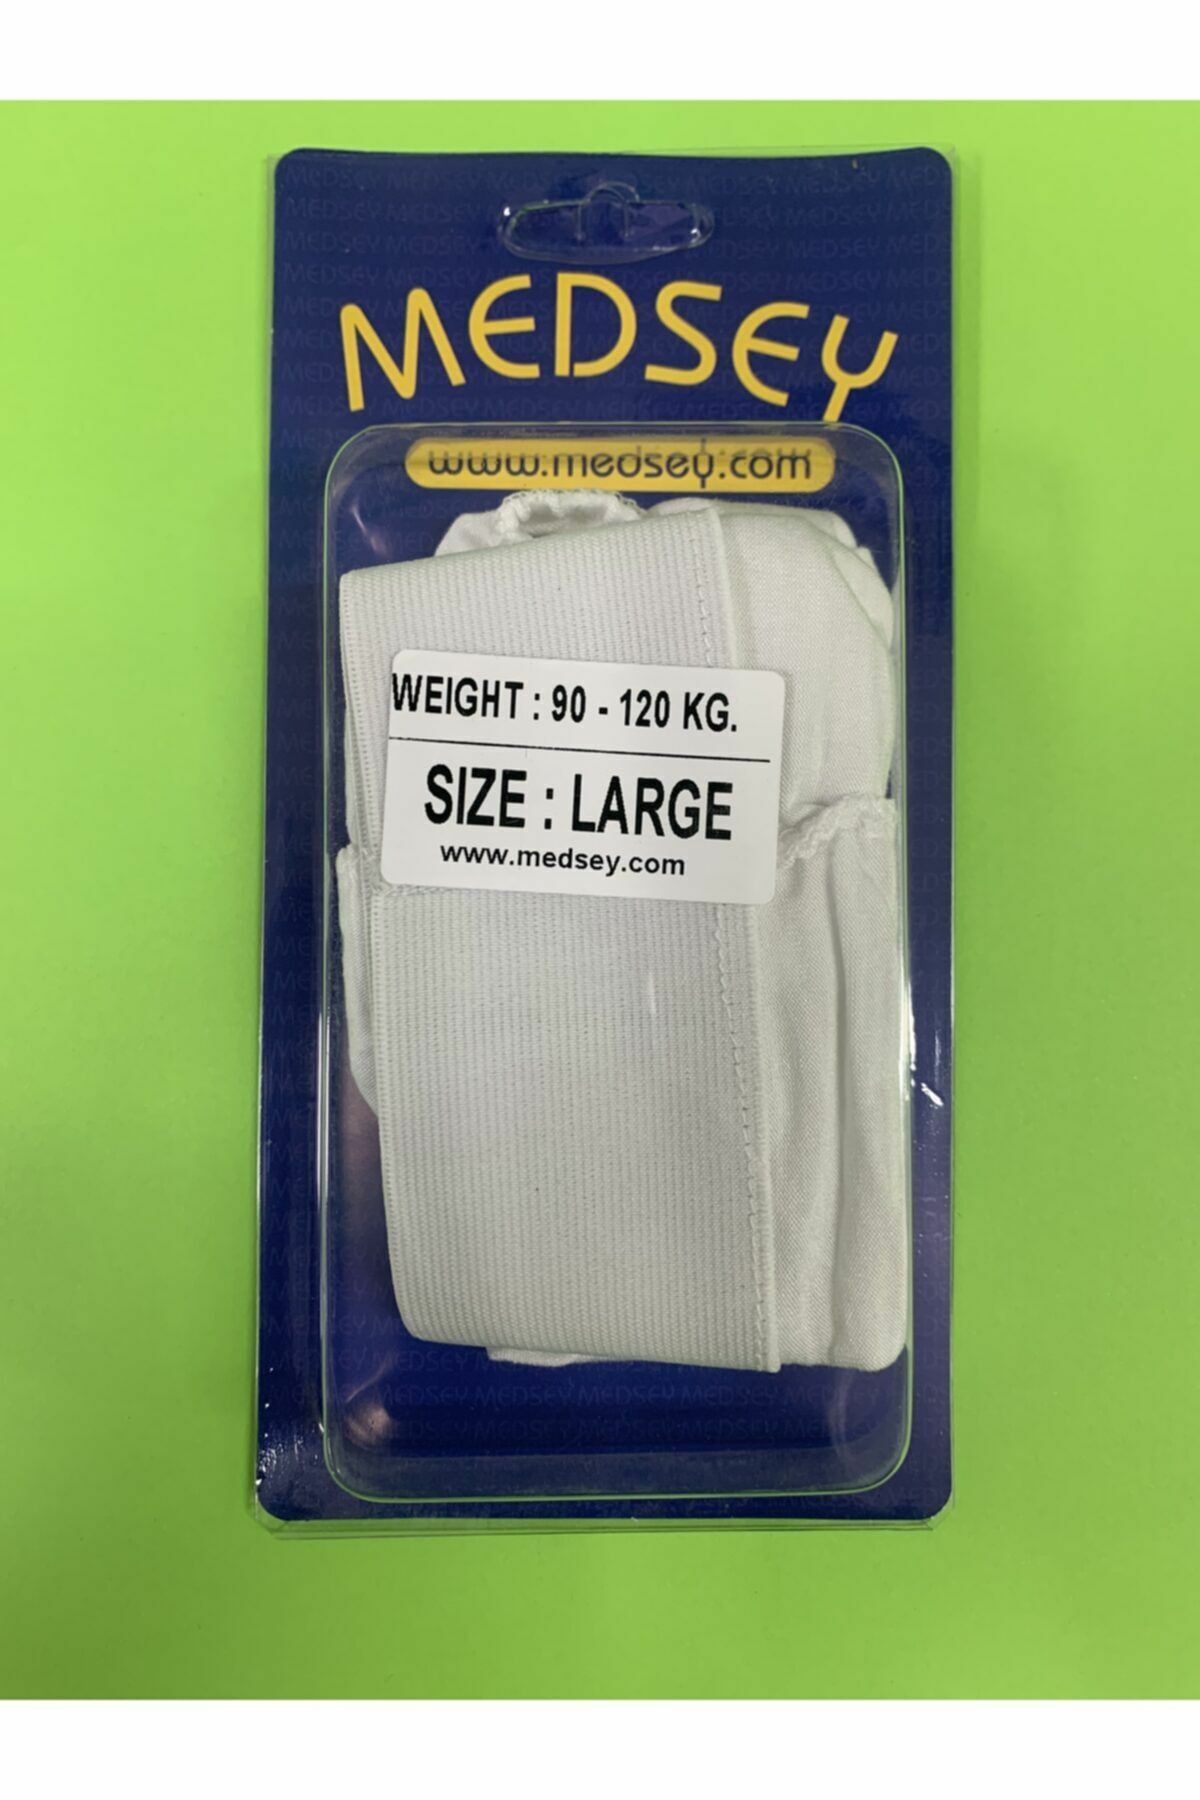 MEDSEY
www.medsey.com
WEIGHT : 90 - 120 KG.
SIZE : LARGE
www.medsey.com